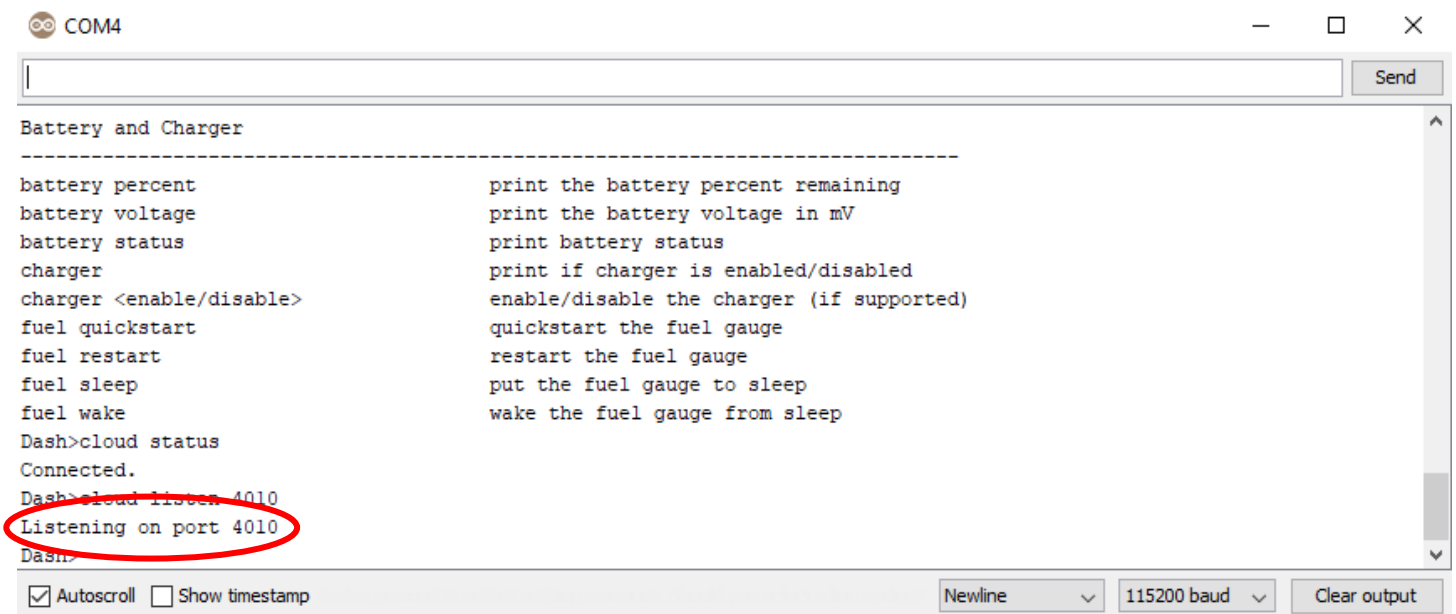 COM4
Send
Battery and Charger
--------------------------------------------------------------------------------
battery percent print the battery percent remaining
battery voltage print the battery voltage in mV
battery status print battery status
charger print if charger is enabled/disabled
charger <enable/disable> enable/disable the charger (if supported)
fuel quickstart quickstart the fuel gauge
fuel restart restart the fuel gauge
fuel sleep put the fuel gauge to sleep
fuel wake wake the fuel gauge from sleep
Dash>cloud status
Connected.
Dash>cloud listen 4010
Listening on port 4010
Dash>
Autoscroll Show timestamp Newline 115200 baud Clear output